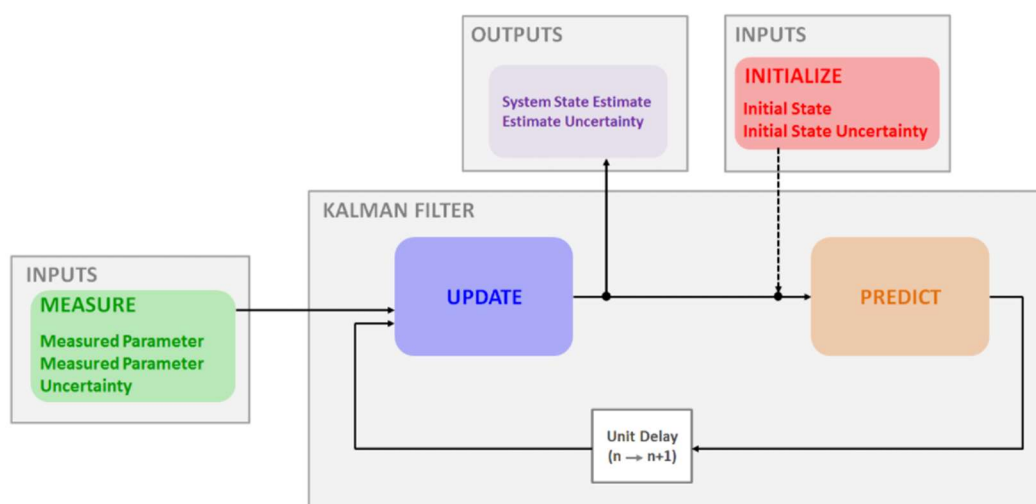 OUTPUTS
System State Estimate
Estimate Uncertainty
INPUTS
INITIALIZE
Initial State
Initial State Uncertainty
KALMAN FILTER
INPUTS
MEASURE
Measured Parameter
Measured Parameter
Uncertainty
UPDATE
PREDICT
Unit Delay
(n → n+1)